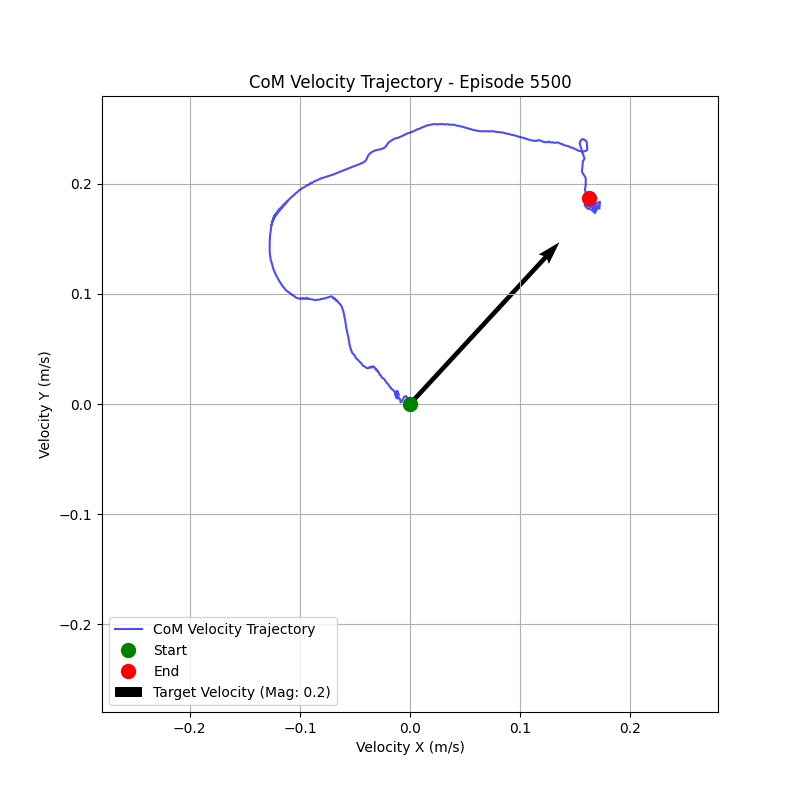 CoM Velocity Trajectory - Episode 5500
Velocity Y (m/s)
0.2
0.1
0.0
−0.1
−0.2
CoM Velocity Trajectory
Start
End
Target Velocity (Mag: 0.2)
−0.2 −0.1 0.0 0.1 0.2
Velocity X (m/s)